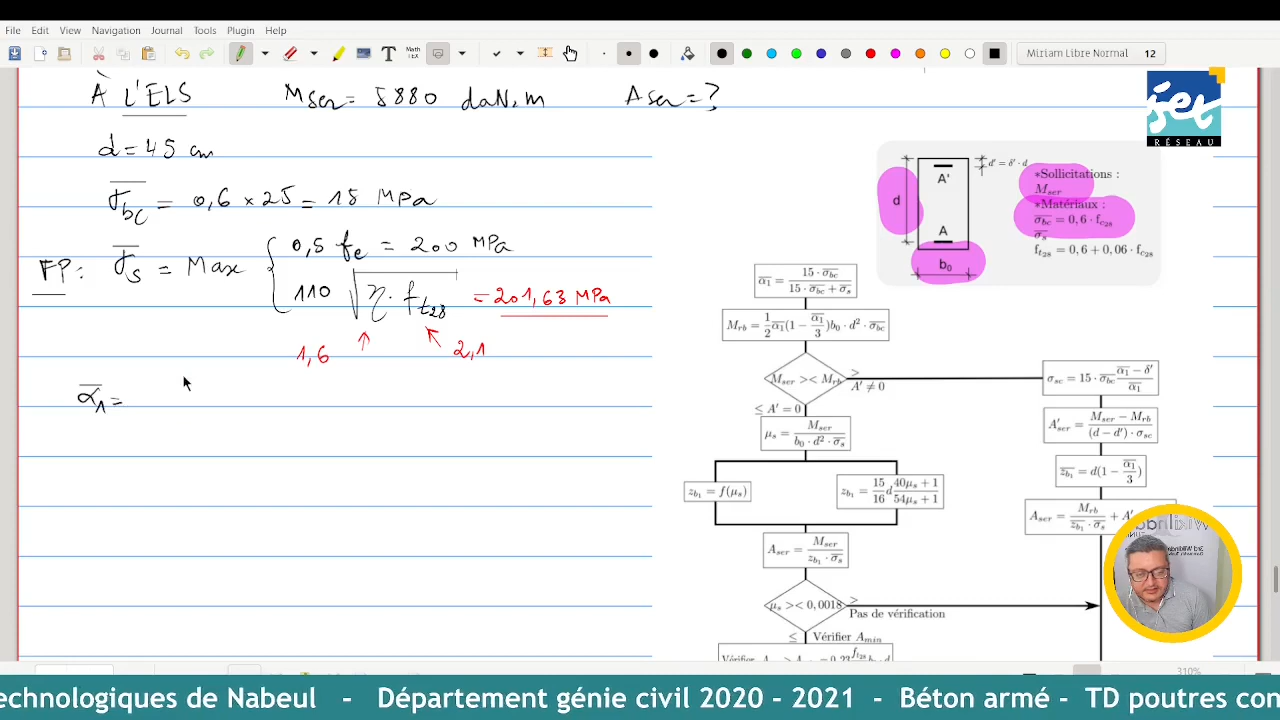 File Edit View Navigation Journal Tools Plugin Help
Miriam Libre Normal 12
À L'ELS Mser = 5880 daN.m Aser = ?
d = 45 cm
σbc = 0,6 × 25 = 15 MPa
FP: σs = Max { 0,5 fe = 200 MPa
110 √η.ft28 = 201,63 MPa
1,6 2,1
α1 =
iset
RÉSEAU
d' = δ' · d
A'
d
A
b0
*Sollicitations :
Mser
*Matériaux :
σbc = 0,6 · fc28
σs
ft28 = 0,6 + 0,06 · fc28
α1 = 15 · σbc / 15 · σbc + σs
Mrb = 1/2 α1(1 − α1/3)b0 · d² · σbc
Mser >< Mrb
>
A' ≠ 0
≤ A' = 0
σsc = 15 · σbc α1 − δ' / α1
μs = Mser / b0 · d² · σs
A'ser = Mser − Mrb / (d − d') · σsc
zb1 = d(1 − α1/3)
zb1 = f(μs)
zb1 = 15/16 d 40μs + 1 / 54μs + 1
Aser = Mrb / zb1 · σs + A'
Aser = Mser / zb1 · σs
μs >< 0,0018
>
Pas de vérification
≤ Vérifier Amin
310%
echnologiques de Nabeul - Département génie civil 2020 - 2021 - Béton armé - TD poutres con